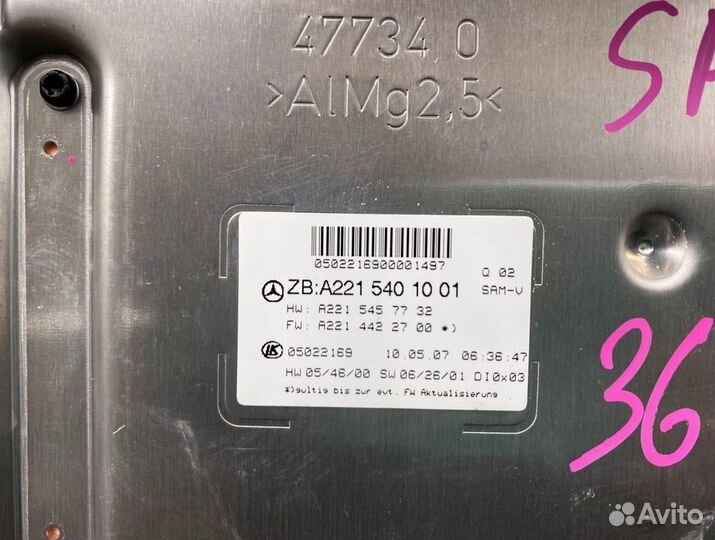 47734.0
>AlMg2,5<
SA
0502216900001497
Q 02
ZB:A221 540 10 01
SAM-V
HW: A221 545 77 32
FW: A221 442 27 00 *)
LK 05022169 10.05.07 06:36:47
HW 05/46/00 SW 06/26/01 DI0x03
*)gultig bis zur evt. FW Aktualisierung
36
Avito